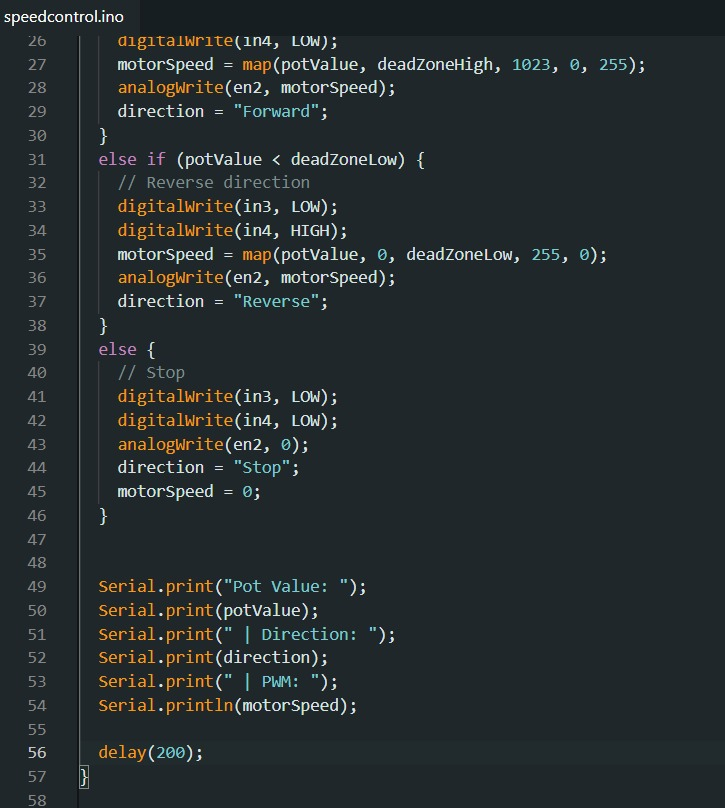 speedcontrol.ino
26 digitalWrite(in4, LOW);
27 motorSpeed = map(potValue, deadZoneHigh, 1023, 0, 255);
28 analogWrite(en2, motorSpeed);
29 direction = "Forward";
30 }
31 else if (potValue < deadZoneLow) {
32 // Reverse direction
33 digitalWrite(in3, LOW);
34 digitalWrite(in4, HIGH);
35 motorSpeed = map(potValue, 0, deadZoneLow, 255, 0);
36 analogWrite(en2, motorSpeed);
37 direction = "Reverse";
38 }
39 else {
40 // Stop
41 digitalWrite(in3, LOW);
42 digitalWrite(in4, LOW);
43 analogWrite(en2, 0);
44 direction = "Stop";
45 motorSpeed = 0;
46 }
47
48
49 Serial.print("Pot Value: ");
50 Serial.print(potValue);
51 Serial.print(" | Direction: ");
52 Serial.print(direction);
53 Serial.print(" | PWM: ");
54 Serial.println(motorSpeed);
55
56 delay(200);
57 }
58